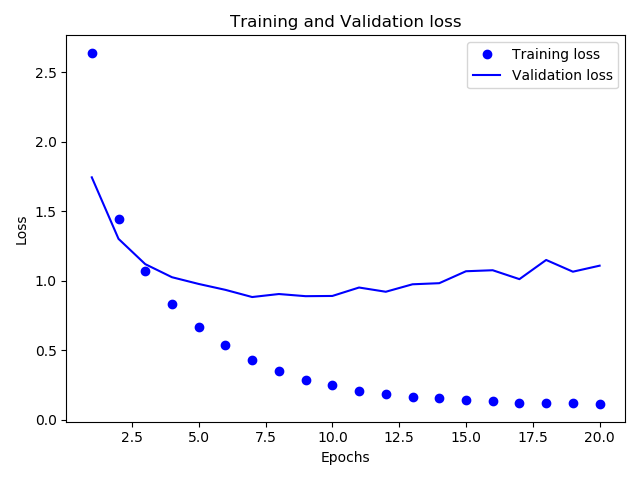 Training and Validation loss
Training loss
Validation loss
2.5
2.0
1.5
1.0
0.5
0.0
Loss
2.5 5.0 7.5 10.0 12.5 15.0 17.5 20.0
Epochs